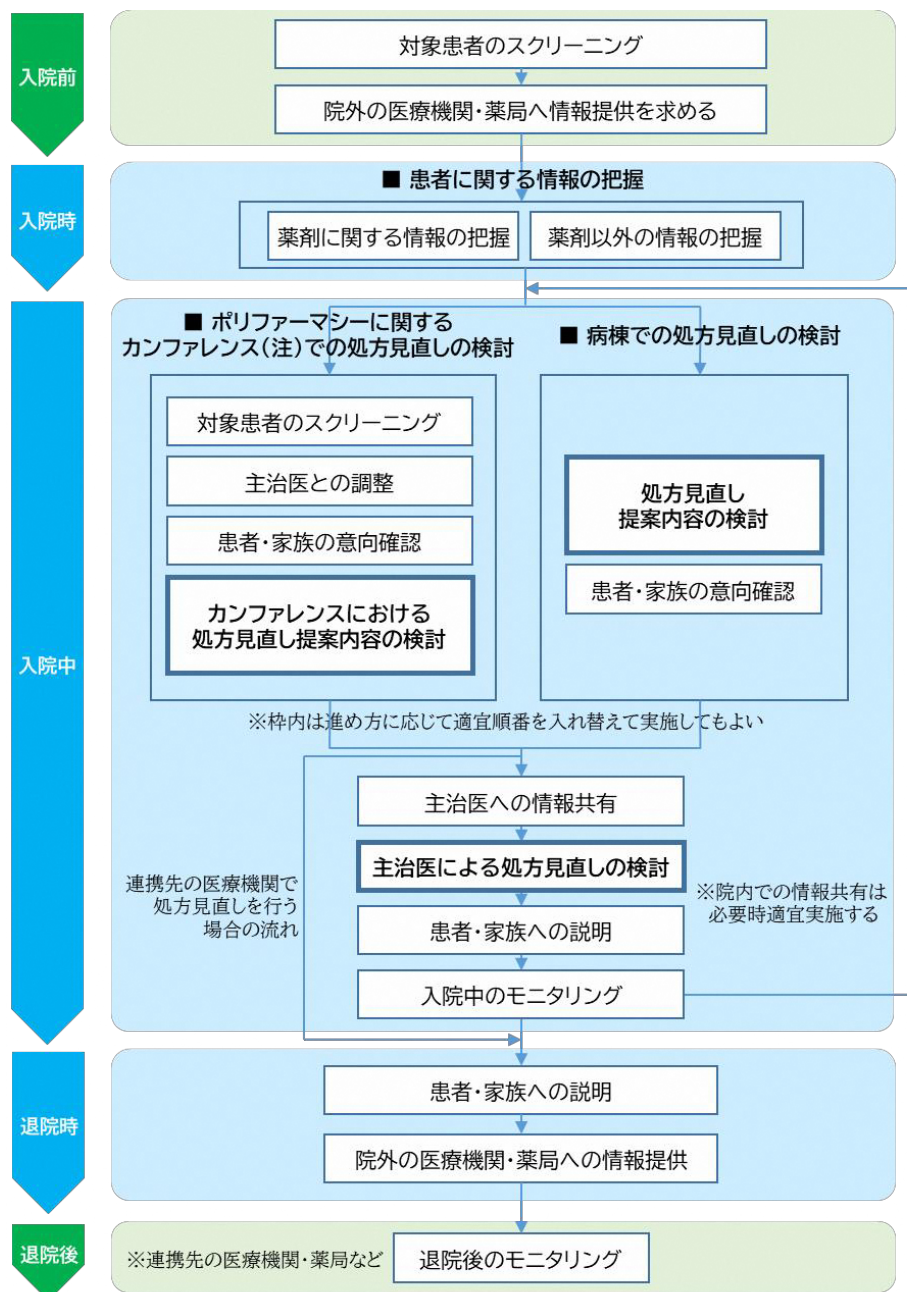 入院前
対象患者のスクリーニング
院外の医療機関・薬局へ情報提供を求める
入院時
■ 患者に関する情報の把握
薬剤に関する情報の把握
薬剤以外の情報の把握
入院中
■ ポリファーマシーに関する
カンファレンス(注)での処方見直しの検討
対象患者のスクリーニング
主治医との調整
患者・家族の意向確認
カンファレンスにおける
処方見直し提案内容の検討
■ 病棟での処方見直しの検討
処方見直し
提案内容の検討
患者・家族の意向確認
※枠内は進め方に応じて適宜順番を入れ替えて実施してもよい
主治医への情報共有
主治医による処方見直しの検討
患者・家族への説明
入院中のモニタリング
連携先の医療機関で
処方見直しを行う
場合の流れ
※院内での情報共有は
必要時適宜実施する
退院時
患者・家族への説明
院外の医療機関・薬局への情報提供
退院後
※連携先の医療機関・薬局など
退院後のモニタリング